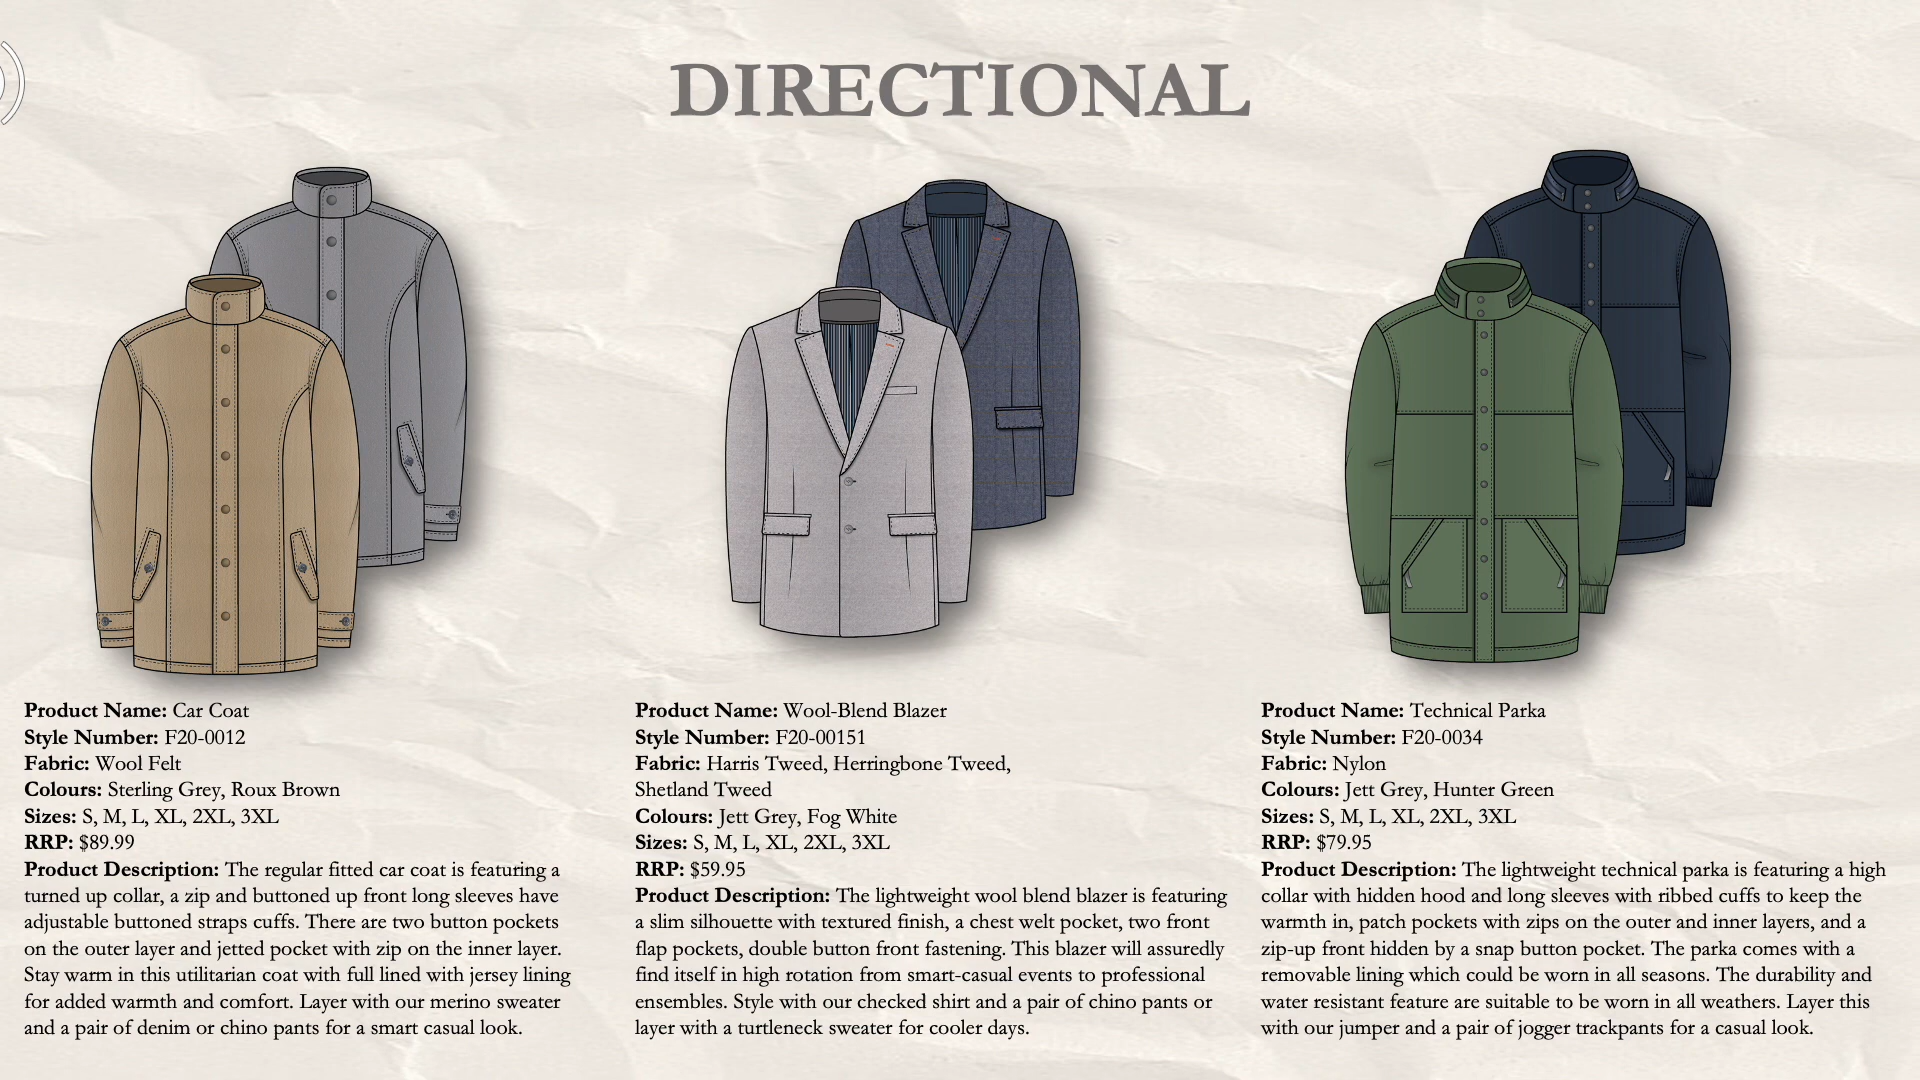 DIRECTIONAL
Product Name: Car Coat
Style Number: F20-0012
Fabric: Wool Felt
Colours: Sterling Grey, Roux Brown
Sizes: S, M, L, XL, 2XL, 3XL
RRP: $89.99
Product Description: The regular fitted car coat is featuring a
turned up collar, a zip and buttoned up front long sleeves have
adjustable buttoned straps cuffs. There are two button pockets
on the outer layer and jetted pocket with zip on the inner layer.
Stay warm in this utilitarian coat with full lined with jersey lining
for added warmth and comfort. Layer with our merino sweater
and a pair of denim or chino pants for a smart casual look.
Product Name: Wool-Blend Blazer
Style Number: F20-00151
Fabric: Harris Tweed, Herringbone Tweed,
Shetland Tweed
Colours: Jett Grey, Fog White
Sizes: S, M, L, XL, 2XL, 3XL
RRP: $59.95
Product Description: The lightweight wool blend blazer is featuring
a slim silhouette with textured finish, a chest welt pocket, two front
flap pockets, double button front fastening. This blazer will assuredly
find itself in high rotation from smart-casual events to professional
ensembles. Style with our checked shirt and a pair of chino pants or
layer with a turtleneck sweater for cooler days.
Product Name: Technical Parka
Style Number: F20-0034
Fabric: Nylon
Colours: Jett Grey, Hunter Green
Sizes: S, M, L, XL, 2XL, 3XL
RRP: $79.95
Product Description: The lightweight technical parka is featuring a high
collar with hidden hood and long sleeves with ribbed cuffs to keep the
warmth in, patch pockets with zips on the outer and inner layers, and a
zip-up front hidden by a snap button pocket. The parka comes with a
removable lining which could be worn in all seasons. The durability and
water resistant feature are suitable to be worn in all weathers. Layer this
with our jumper and a pair of jogger trackpants for a casual look.